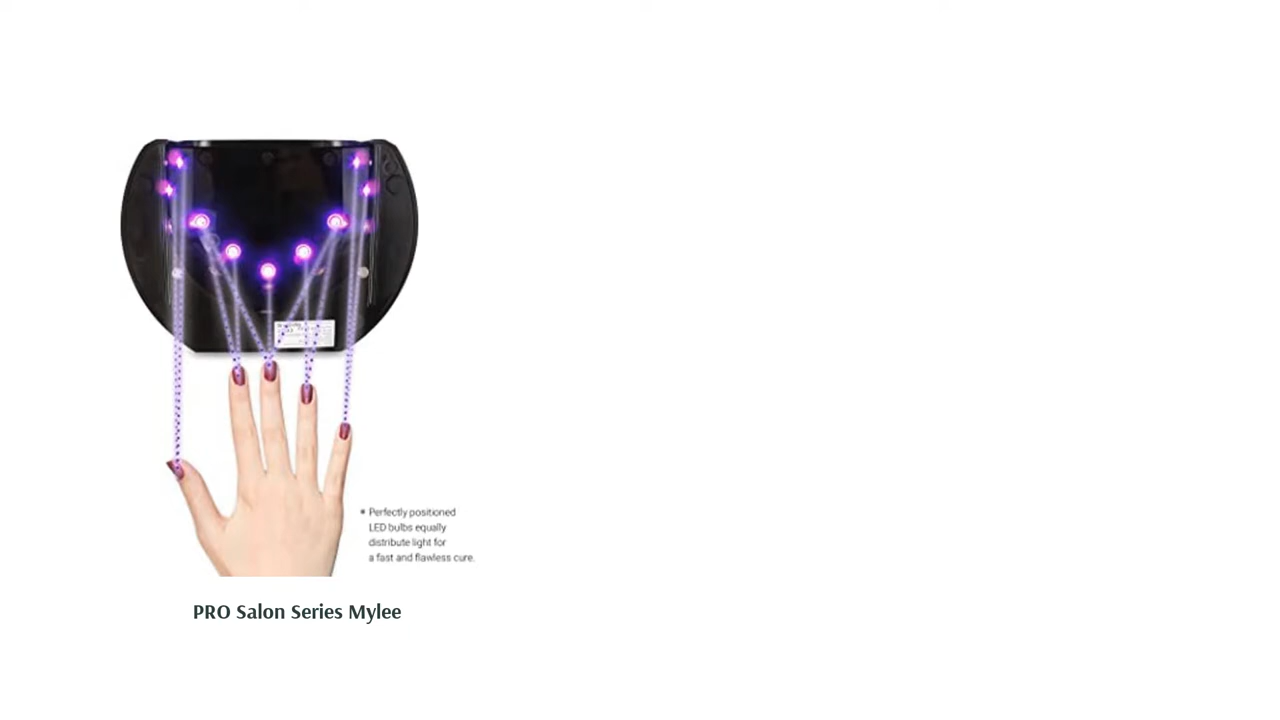 * Perfectly positioned
LED bulbs equally
distribute light for
a fast and flawless cure.
PRO Salon Series Mylee